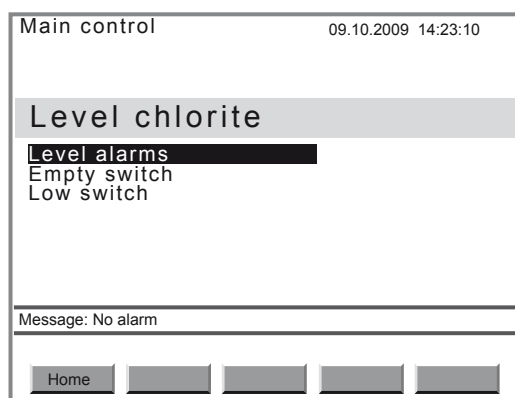 Main control 09.10.2009 14:23:10
Level chlorite
Level alarms
Empty switch
Low switch
Message: No alarm
Home